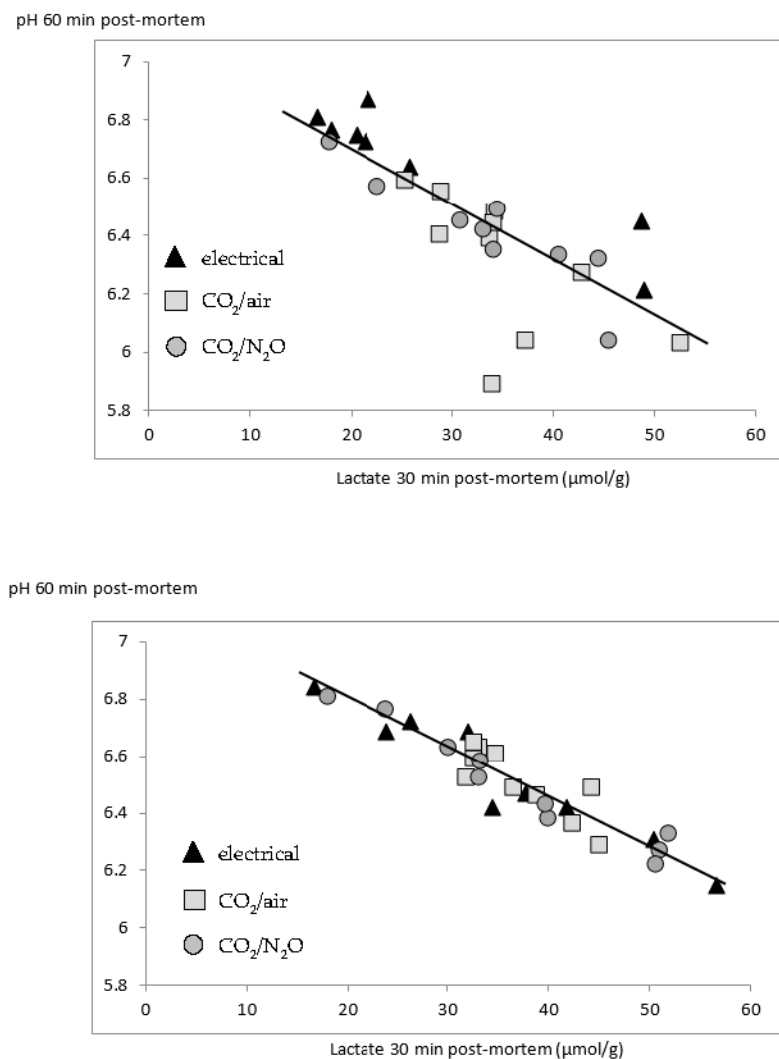 pH 60 min post-mortem
7
6.8
6.6
6.4
6.2
6
5.8
electrical
CO₂/air
CO₂/N₂O
0 10 20 30 40 50 60
Lactate 30 min post-mortem (µmol/g)
pH 60 min post-mortem
7
6.8
6.6
6.4
6.2
6
5.8
electrical
CO₂/air
CO₂/N₂O
0 10 20 30 40 50 60
Lactate 30 min post-mortem (µmol/g)